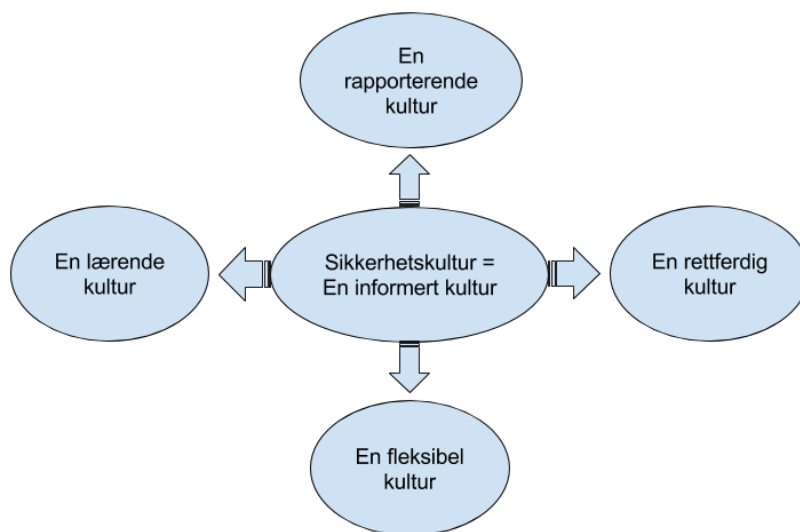 En
rapporterende
kultur
En lærende
kultur
Sikkerhetskultur =
En informert kultur
En rettferdig
kultur
En fleksibel
kultur